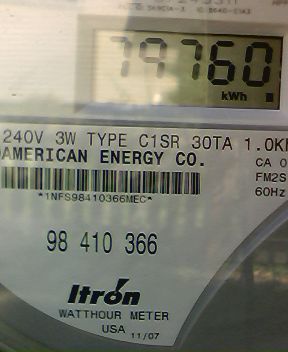 79760
kWh
240V 3W TYPE C1SR 30TA 1.0K
AMERICAN ENERGY CO.
CA 0
*1NFS98410366MEC*
FM2S
60Hz
98 410 366
Itron
WATTHOUR METER
USA 11/07